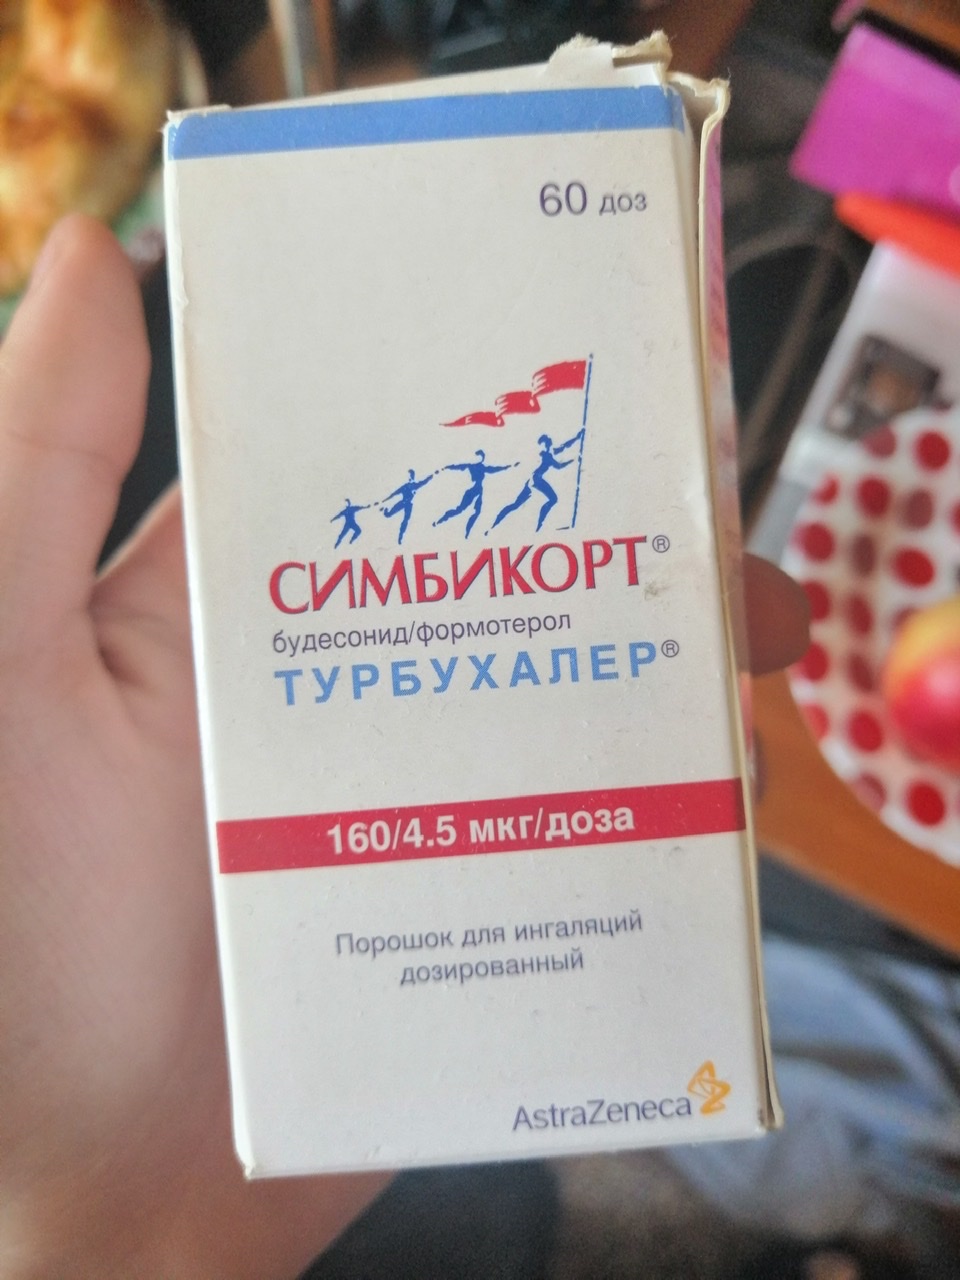 60 доз
СИМБИКОРТ®
будесонид/формотерол
ТУРБУХАЛЕР®
160/4.5 мкг/доза
Порошок для ингаляций
дозированный
AstraZeneca